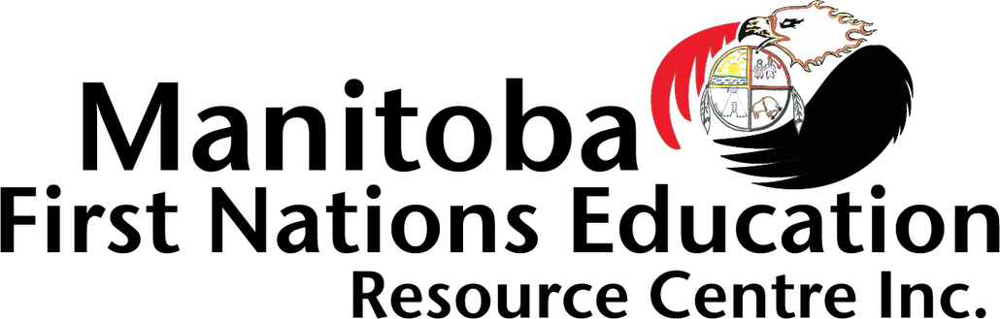 Manitoba
First Nations Education
Resource Centre Inc.